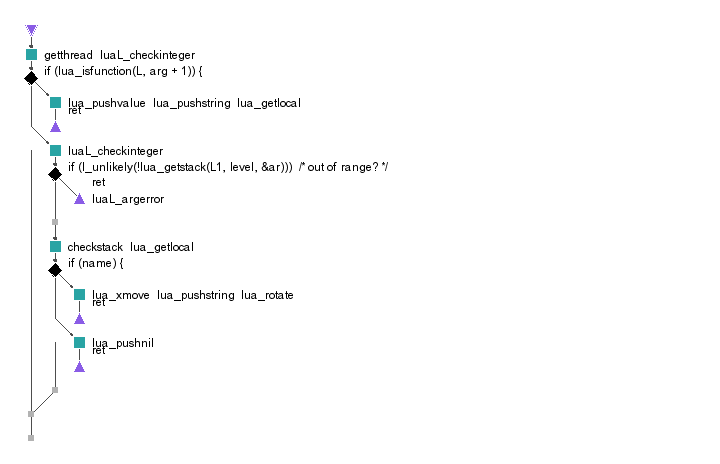 getthread luaL_checkinteger
if (lua_isfunction(L, arg + 1)) {
lua_pushvalue lua_pushstring lua_getlocal
ret
luaL_checkinteger
if (l_unlikely(!lua_getstack(L1, level, &ar))) /* out of range? */
ret
luaL_argerror
checkstack lua_getlocal
if (name) {
lua_xmove lua_pushstring lua_rotate
ret
lua_pushnil
ret